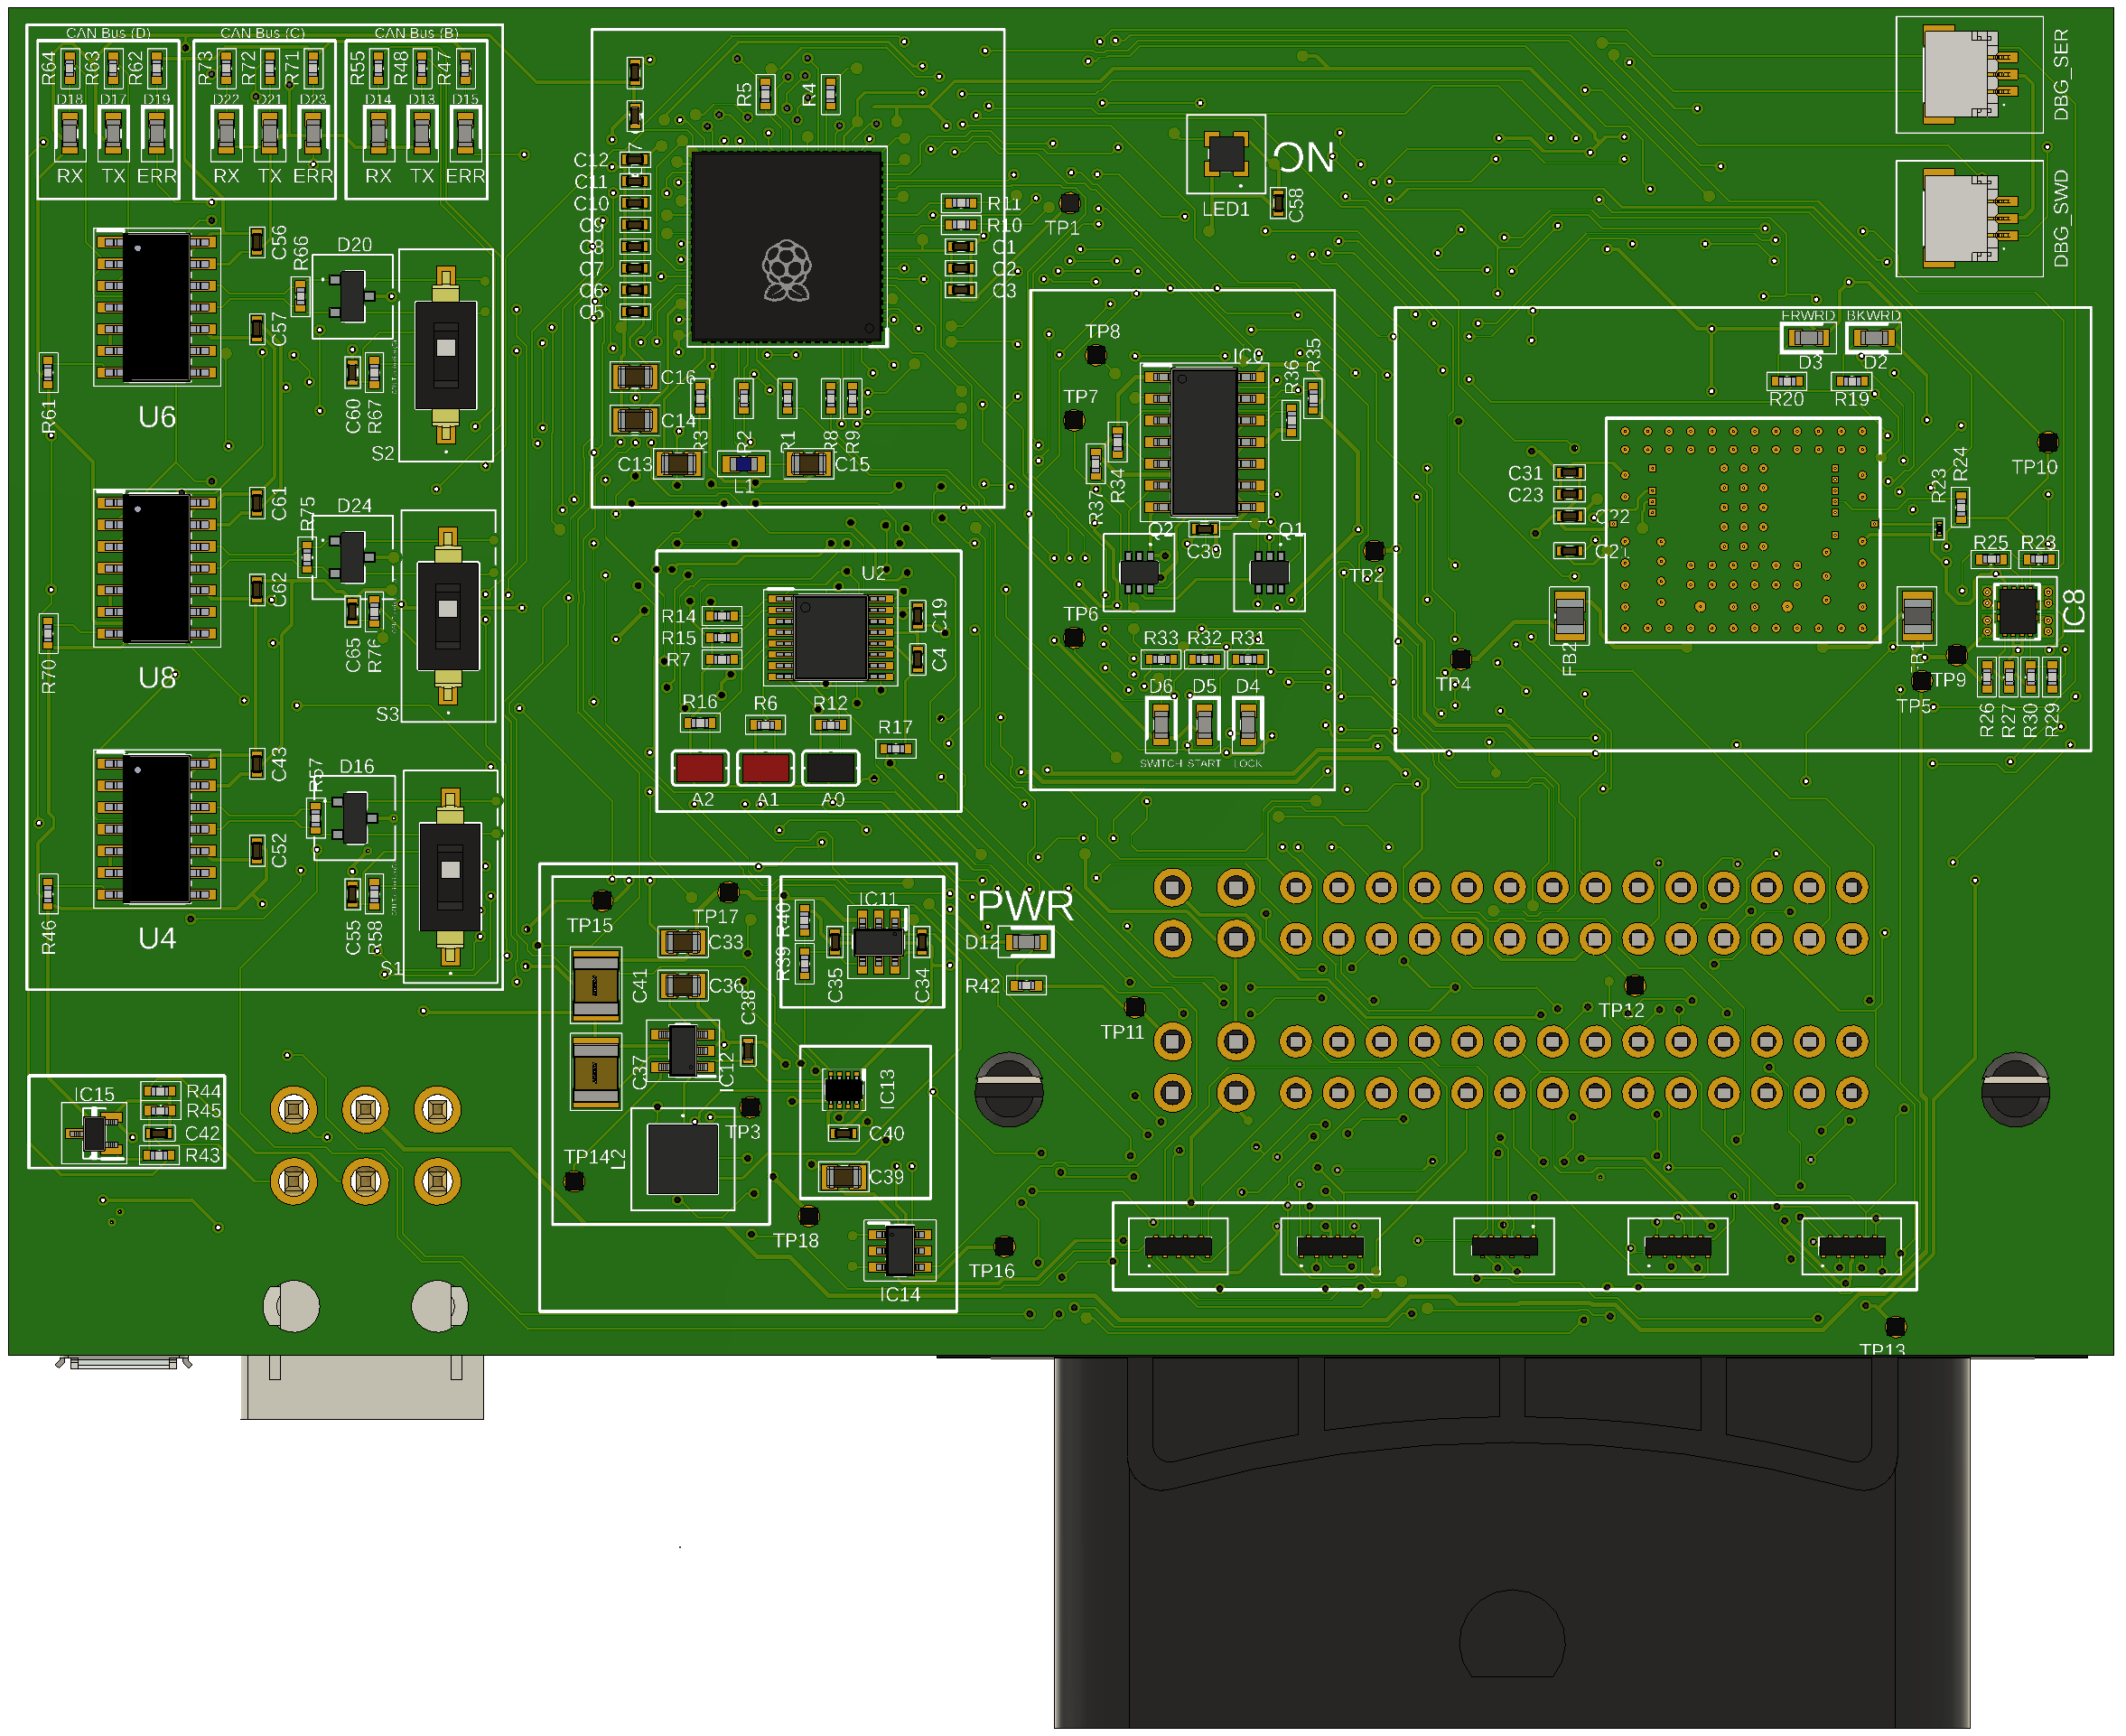 CAN Bus (D)
CAN Bus (C)
CAN Bus (B)
R64
R63
R62
R73
R72
R71
R55
R48
R47
D18
D17
D19
D22
D21
D23
D14
D13
D15
RX
TX
ERR
RX
TX
ERR
RX
TX
ERR
C56
R66
D20
C57
R61
U6
C60
R67
S2
C61
R75
D24
C62
R70
U8
C65
R76
S3
C43
R57
D16
C52
R46
U4
C55
R58
S1
R5
R4
C12
C11
C10
C9
C8
C7
C6
C5
R11
R10
C1
C2
C3
C16
C14
R3
R2
R1
R8
R9
C13
L1
C15
TP1
LED1
ON
C58
DBG_SER
DBG_SWD
TP8
TP7
IC9
R36
R35
R37
R34
Q2
C30
Q1
TP2
TP6
R33
R32
R31
D6
D5
D4
SWITCH
START
LOCK
FRWRD
BKWRD
D3
D2
R20
R19
C31
C23
C22
C21
R23
R24
TP10
R25
R23
IC8
FB2
FB1
TP4
TP9
TP5
R26
R27
R30
R29
U2
R14
R15
R7
C19
C4
R16
R6
R12
R17
A2
A1
A0
TP15
TP17
C33
C41
C36
C38
C37
IC12
TP3
TP14
L2
TP18
R40
R39
IC11
C35
C34
IC13
C40
C39
IC14
PWR
D12
R42
TP11
TP12
TP16
TP13
IC15
R44
R45
C42
R43